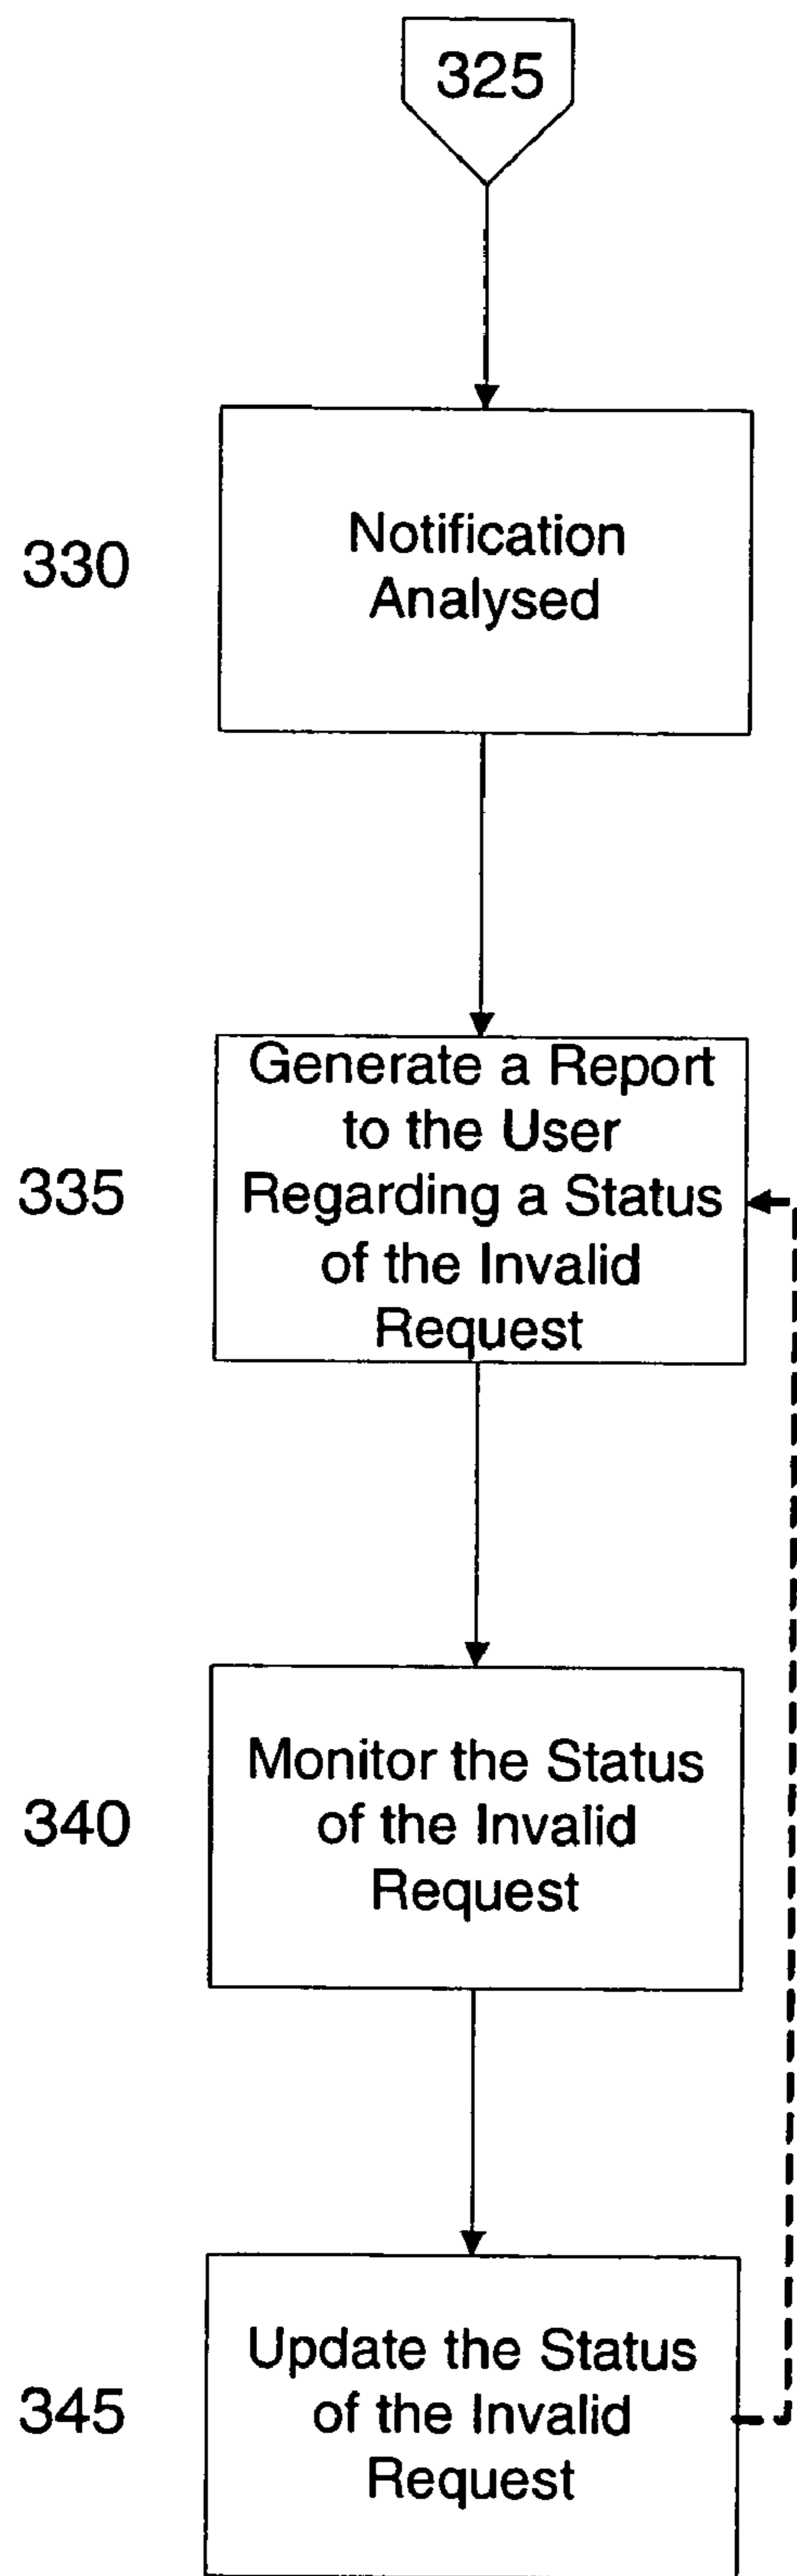 325
330
Notification
Analysed
335
Generate a Report
to the User
Regarding a Status
of the Invalid
Request
340
Monitor the Status
of the Invalid
Request
345
Update the Status
of the Invalid
Request